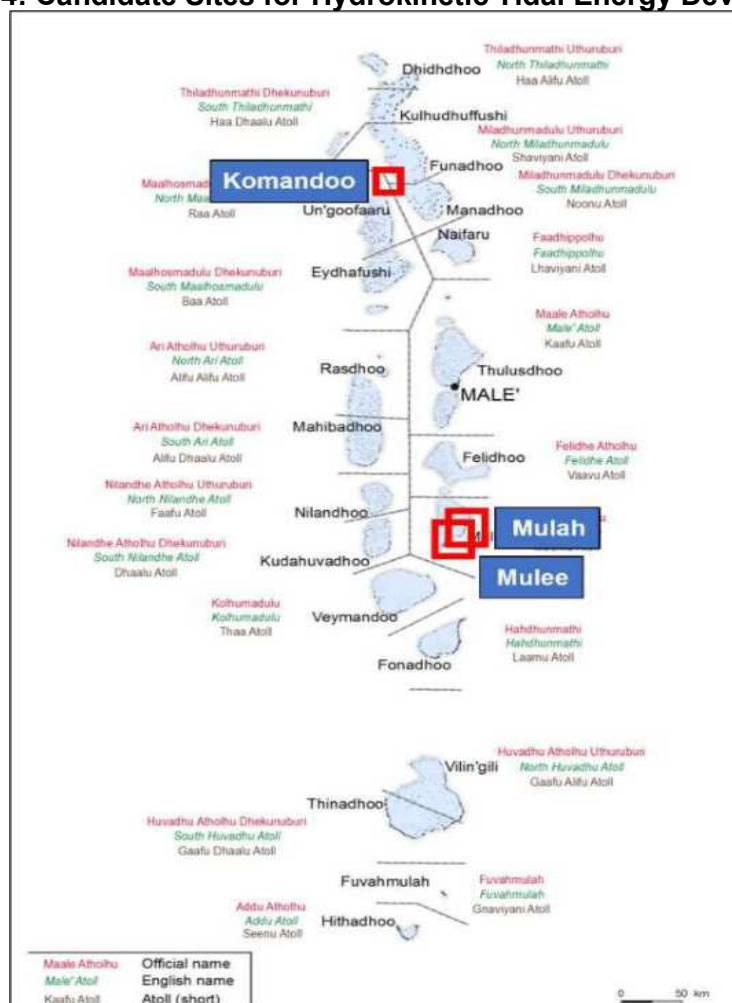 4. Candidate Sites for Hydrokinetic Tidal Energy Dev
Thiladhunmathi Uthuruburi
North Thiladhunmathi
Haa Alifu Atoll
Dhidhdhoo
Thiladhunmathi Dhekunuburi
South Thiladhunmathi
Haa Dhaalu Atoll
Kulhudhuffushi
Miladhunmadulu Uthuruburi
North Miladhunmadulu
Shaviyani Atoll
Funadhoo
Komandoo
Miladhunmadulu Dhekunuburi
South Miladhunmadulu
Noonu Atoll
Maalhosmad
North Maa
Raa Atoll
Un'goofaaru
Manadhoo
Naifaru
Faadhippolhu
Faadhippolhu
Lhaviyani Atoll
Maalhosmadulu Dhekunuburi
South Maalhosmadulu
Baa Atoll
Eydhafushi
Maale Atholhu
Male' Atoll
Kaafu Atoll
Ari Atholhu Uthuruburi
North Ari Atoll
Alifu Alifu Atoll
Rasdhoo
Thulusdhoo
MALE'
Ari Atholhu Dhekunuburi
South Ari Atoll
Alifu Dhaalu Atoll
Mahibadhoo
Felidhoo
Felidhe Atholhu
Felidhe Atoll
Vaavu Atoll
Nilandhe Atholhu Uthuruburi
North Nilandhe Atoll
Faafu Atoll
Nilandhoo
Mulah
Nilandhe Atholhu Dhekunuburi
South Nilandhe Atoll
Dhaalu Atoll
Kudahuvadhoo
Mulee
Kolhumadulu
Kolhumadulu
Thaa Atoll
Veymandoo
Hahdhunmathi
Hahdhunmathi
Laamu Atoll
Fonadhoo
Huvadhu Atholhu Uthuruburi
North Huvadhu Atoll
Gaafu Alifu Atoll
Vilin'gili
Thinadhoo
Huvadhu Atholhu Dhekunuburi
South Huvadhu Atoll
Gaafu Dhaalu Atoll
Fuvahmulah
Fuvahmulah
Fuvahmulah
Gnaviyani Atoll
Addu Atholhu
Addu Atoll
Seenu Atoll
Hithadhoo
Maale Atholhu Official name
Male' Atoll English name
Kaafu Atoll Atoll (short)
0 50 km